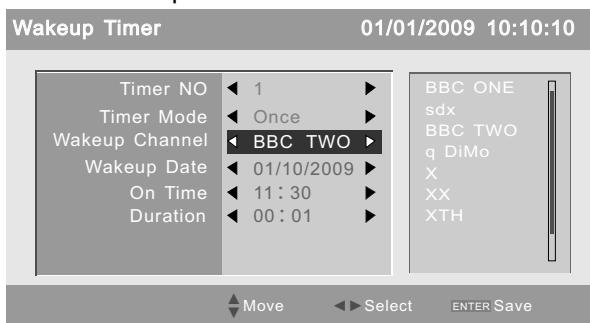 Wakeup Timer 01/01/2009 10:10:10
Timer NO 1
Timer Mode Once
Wakeup Channel BBC TWO
Wakeup Date 01/10/2009
On Time 11:30
Duration 00:01
BBC ONE
sdx
BBC TWO
q DiMo
X
XX
XTH
Move Select ENTER Save